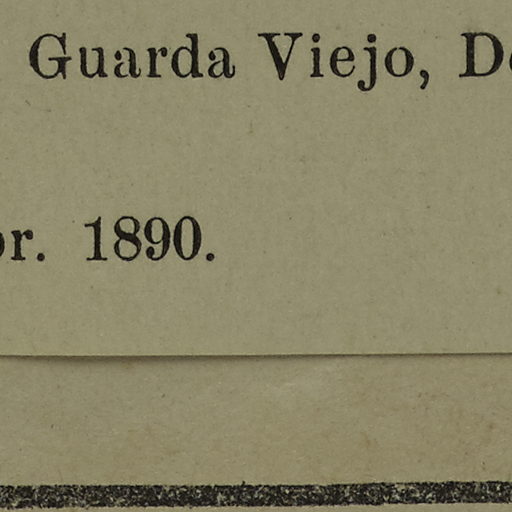 Guarda Viejo,
r. 1890.